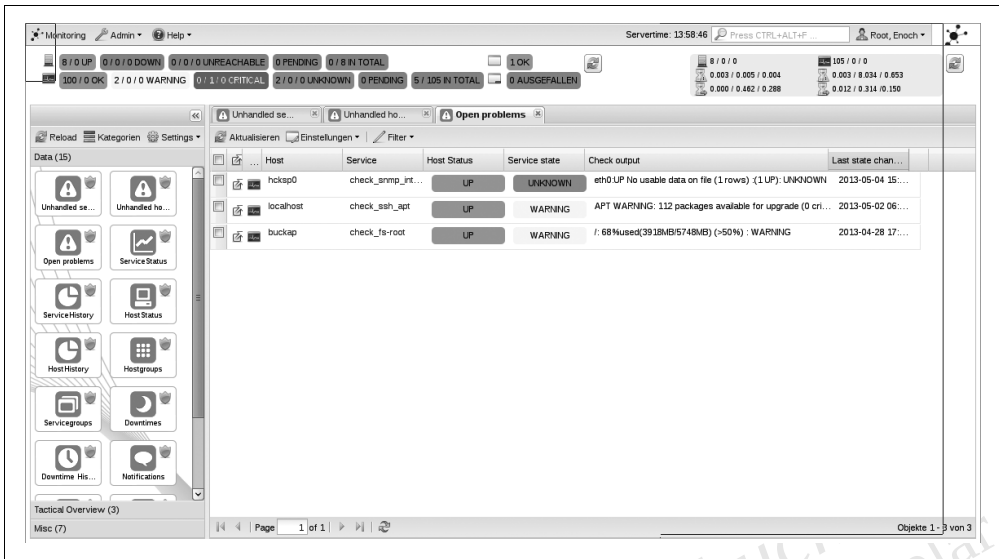 Monitoring Admin Help Servertime: 13:58:46 Press CTRL+ALT+F ... Root, Enoch
8 / 0 UP 0 / 0 / 0 DOWN 0 / 0 / 0 UNREACHABLE 0 PENDING 0 / 8 IN TOTAL 1 OK 8 / 0 / 0 105 / 0 / 0
0.003 / 0.005 / 0.004 0.003 / 8.034 / 0.653
100 / 0 OK 2 / 0 / 0 WARNING 0 / 1 / 0 CRITICAL 2 / 0 / 0 UNKNOWN 0 PENDING 5 / 105 IN TOTAL 0 AUSGEFALLEN 0.000 / 0.462 / 0.288 0.012 / 0.314 /0.150
Unhandled se... Unhandled ho... Open problems
Reload Kategorien Settings Aktualisieren Einstellungen Filter
Data (15) ... Host Service Host Status Service state Check output Last state chan...
hcksp0 check_snmp_int... UP UNKNOWN eth0:UP No usable data on file (1 rows) :(1 UP): UNKNOWN 2013-05-04 15:...
localhost check_ssh_apt UP WARNING APT WARNING: 112 packages available for upgrade (0 cri... 2013-05-02 06:...
buckap check_fs-root UP WARNING /: 68%used(3918MB/5748MB) (>50%) : WARNING 2013-04-28 17:...
Unhandled se... Unhandled ho...
Open problems Service Status
Service History Host Status
Host History Hostgroups
Servicegroups Downtimes
Downtime His... Notifications
Tactical Overview (3)
Misc (7) Page 1 of 1 Objekte 1 - 3 von 3